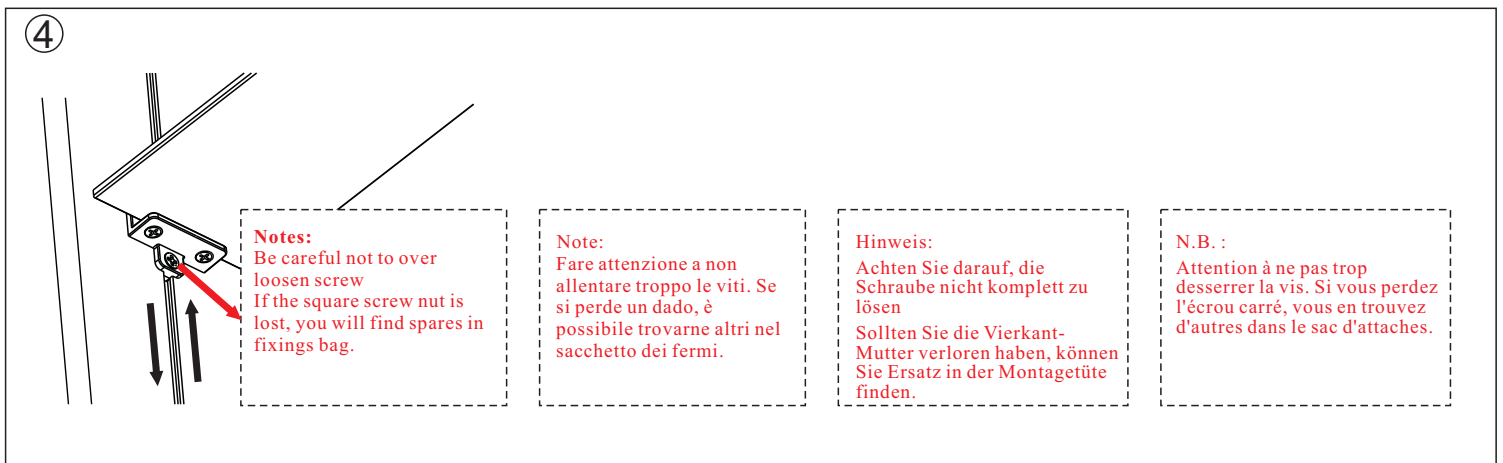 ④
Notes:
Be careful not to over
loosen screw
If the square screw nut is
lost, you will find spares in
fixings bag.
Note:
Fare attenzione a non
allentare troppo le viti. Se
si perde un dado, è
possibile trovarne altri nel
sacchetto dei fermi.
Hinweis:
Achten Sie darauf, die
Schraube nicht komplett zu
lösen
Sollten Sie die Vierkant-
Mutter verloren haben, können
Sie Ersatz in der Montagetüte
finden.
N.B. :
Attention à ne pas trop
desserrer la vis. Si vous perdez
l'écrou carré, vous en trouvez
d'autres dans le sac d'attaches.